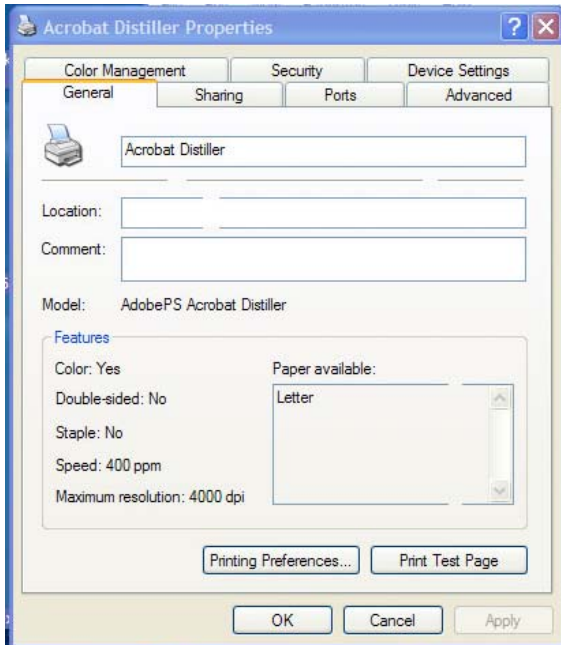 Acrobat Distiller Properties
Color Management Security Device Settings
General Sharing Ports Advanced
Acrobat Distiller
Location:
Comment:
Model: AdobePS Acrobat Distiller
Features
Color: Yes Paper available:
Double-sided: No Letter
Staple: No
Speed: 400 ppm
Maximum resolution: 4000 dpi
Printing Preferences... Print Test Page
OK Cancel Apply